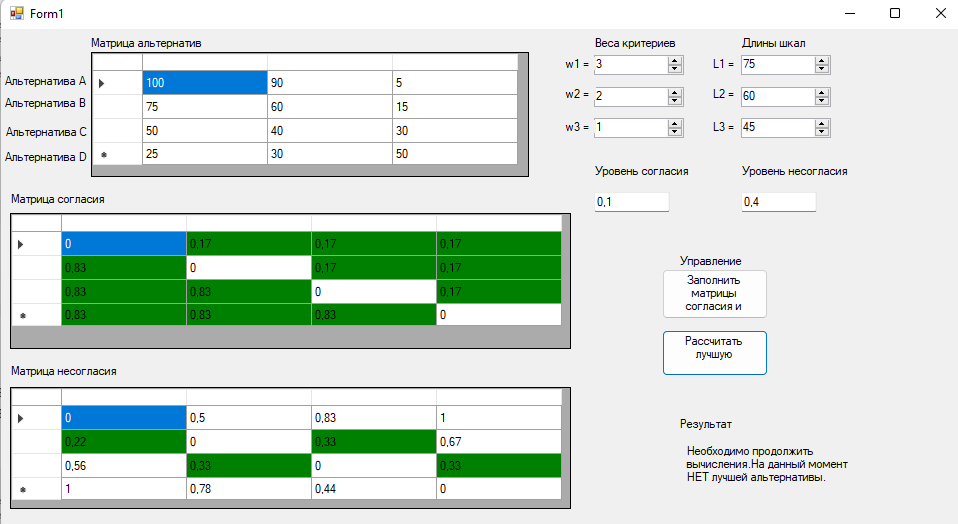 Form1
Матрица альтернатив
Альтернатива A 100 90 5
Альтернатива B 75 60 15
Альтернатива C 50 40 30
Альтернатива D 25 30 50
Веса критериев Длины шкал
w1 = 3 L1 = 75
w2 = 2 L2 = 60
w3 = 1 L3 = 45
Уровень согласия Уровень несогласия
0,1 0,4
Матрица согласия
0 0,17 0,17 0,17
0,83 0 0,17 0,17
0,83 0,83 0 0,17
0,83 0,83 0,83 0
Управление
Заполнить
матрицы
согласия и
Рассчитать
лучшую
Матрица несогласия
0 0,5 0,83 1
0,22 0 0,33 0,67
0,56 0,33 0 0,33
1 0,78 0,44 0
Результат
Необходимо продолжить
вычисления.На данный момент
НЕТ лучшей альтернативы.